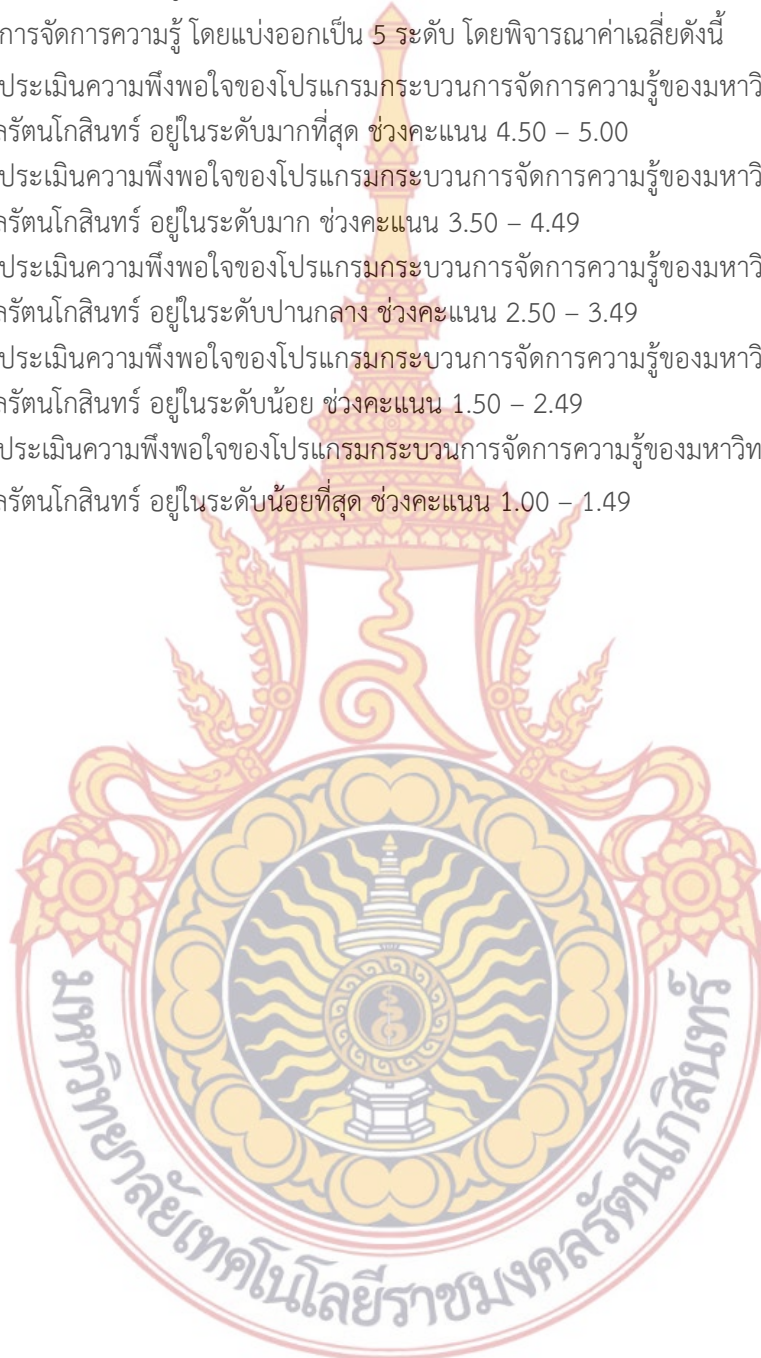 การจัดการความรู้ โดยแบ่งออกเป็น 5 ระดับ โดยพิจารณาค่าเฉลี่ยดังนี้
ประเมินความพึงพอใจของโปรแกรมกระบวนการจัดการความรู้ของมหาวิ
ลรัตนโกสินทร์ อยู่ในระดับมากที่สุด ช่วงคะแนน 4.50 – 5.00
ประเมินความพึงพอใจของโปรแกรมกระบวนการจัดการความรู้ของมหาวิ
ลรัตนโกสินทร์ อยู่ในระดับมาก ช่วงคะแนน 3.50 – 4.49
ประเมินความพึงพอใจของโปรแกรมกระบวนการจัดการความรู้ของมหาวิ
ลรัตนโกสินทร์ อยู่ในระดับปานกลาง ช่วงคะแนน 2.50 – 3.49
ประเมินความพึงพอใจของโปรแกรมกระบวนการจัดการความรู้ของมหาวิ
ลรัตนโกสินทร์ อยู่ในระดับน้อย ช่วงคะแนน 1.50 – 2.49
ประเมินความพึงพอใจของโปรแกรมกระบวนการจัดการความรู้ของมหาวิท
ลรัตนโกสินทร์ อยู่ในระดับน้อยที่สุด ช่วงคะแนน 1.00 – 1.49
มหาวิทยาลัยเทคโนโลยีราชมงคลรัตนโกสินทร์